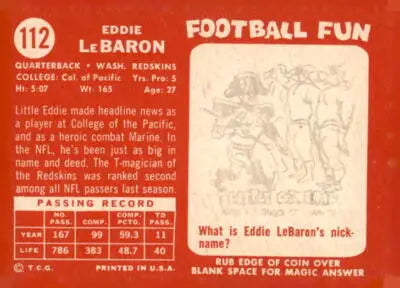 112
EDDIE
LeBARON
QUARTERBACK • WASH. REDSKINS
COLLEGE: Col. of Pacific Yrs. Pro: 5
Ht: 5:07 Wt: 165 Age: 27
Little Eddie made headline news as
a player at College of the Pacific,
and as a heroic combat Marine. In
the NFL, he's been just as big in
name and deed. The T-magician of
the Redskins was ranked second
among all NFL passers last season.
PASSING RECORD
NO. PASS. COMP. PCTG. TD PASS.
YEAR 167 99 59.3 11
LIFE 786 383 48.7 40
© T.C.G. PRINTED IN U.S.A.
FOOTBALL FUN
What is Eddie LeBaron's nick-
name?
RUB EDGE OF COIN OVER
BLANK SPACE FOR MAGIC ANSWER